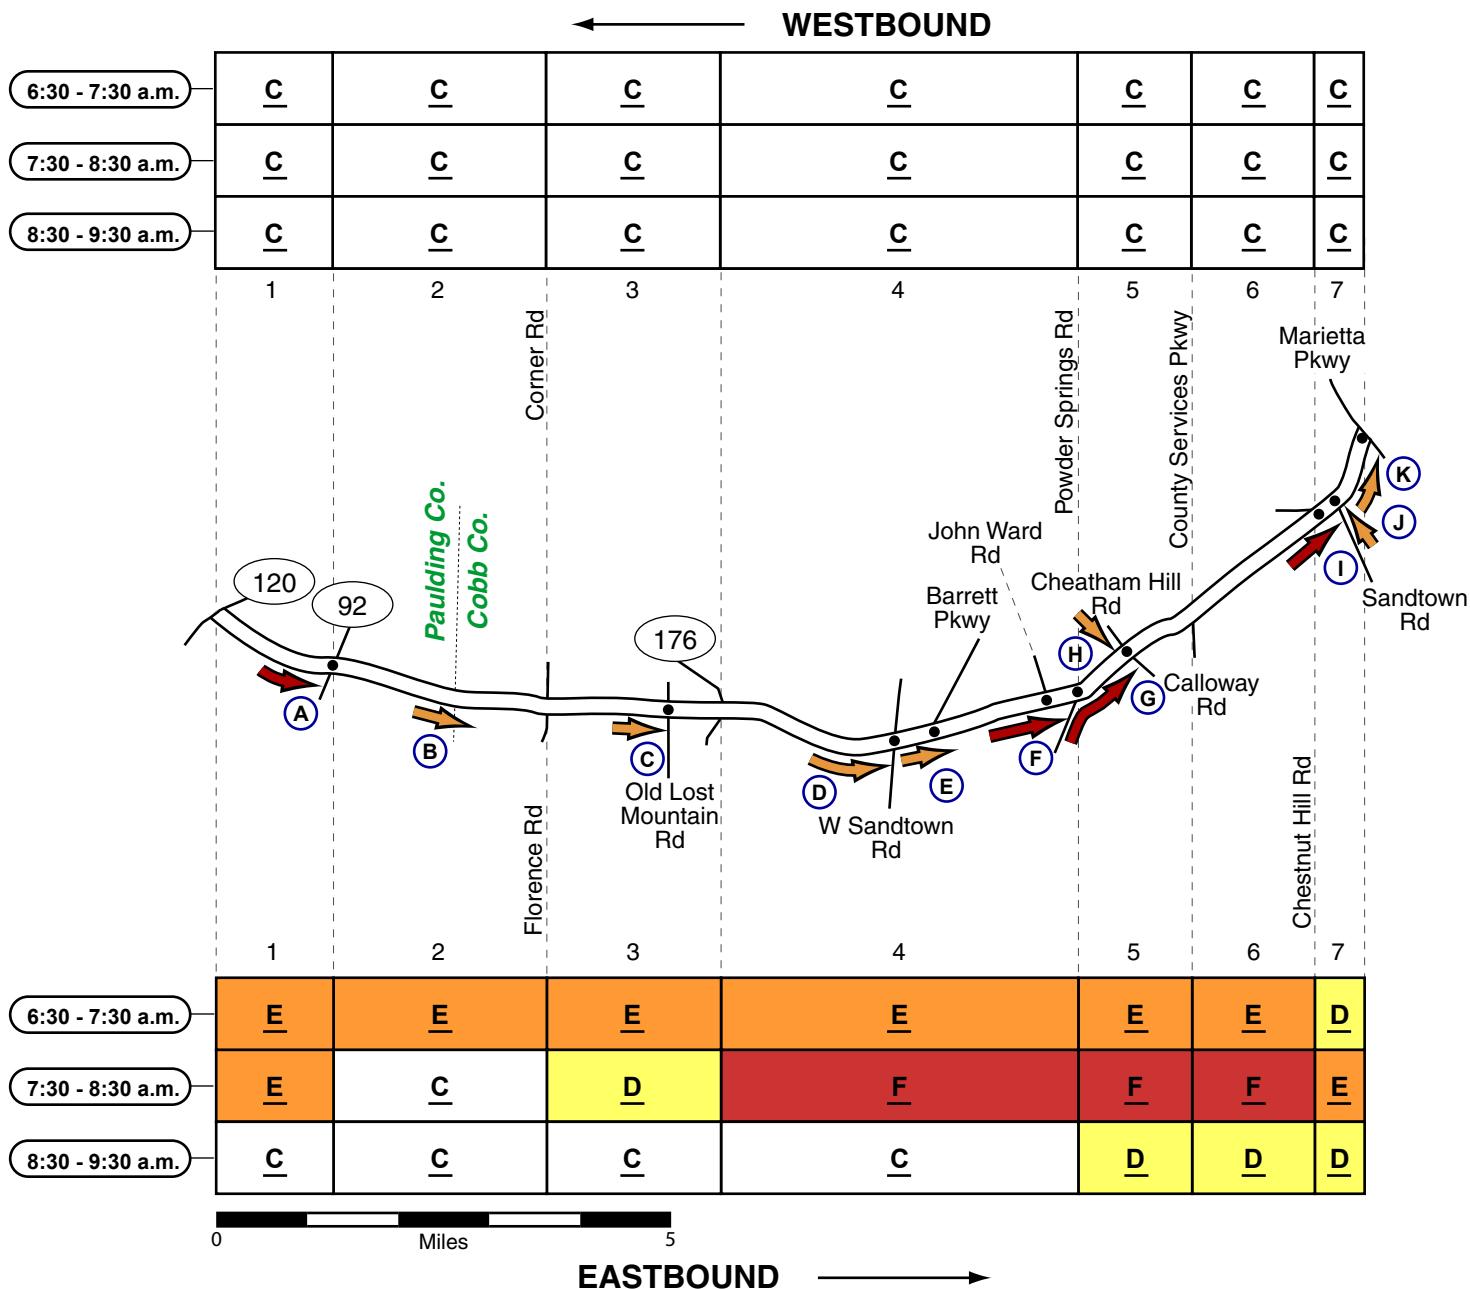 WESTBOUND
6:30 - 7:30 a.m. C C C C C C C
7:30 - 8:30 a.m. C C C C C C C
8:30 - 9:30 a.m. C C C C C C C
1 2 3 4 5 6 7
Corner Rd
Powder Springs Rd
County Services Pkwy
Marietta
Pkwy
Paulding Co.
Cobb Co.
K
J
John Ward
Rd
I
120
92
Cheatham Hill
Rd
Barrett
Pkwy
Sandtown
Rd
176
H
Calloway
Rd
G
A
B
C
F
D
E
Old Lost
Mountain
Rd
W Sandtown
Rd
Florence Rd
Chestnut Hill Rd
1 2 3 4 5 6 7
6:30 - 7:30 a.m. E E E E E E D
7:30 - 8:30 a.m. E C D F F F E
8:30 - 9:30 a.m. C C C C D D D
0 Miles 5
EASTBOUND